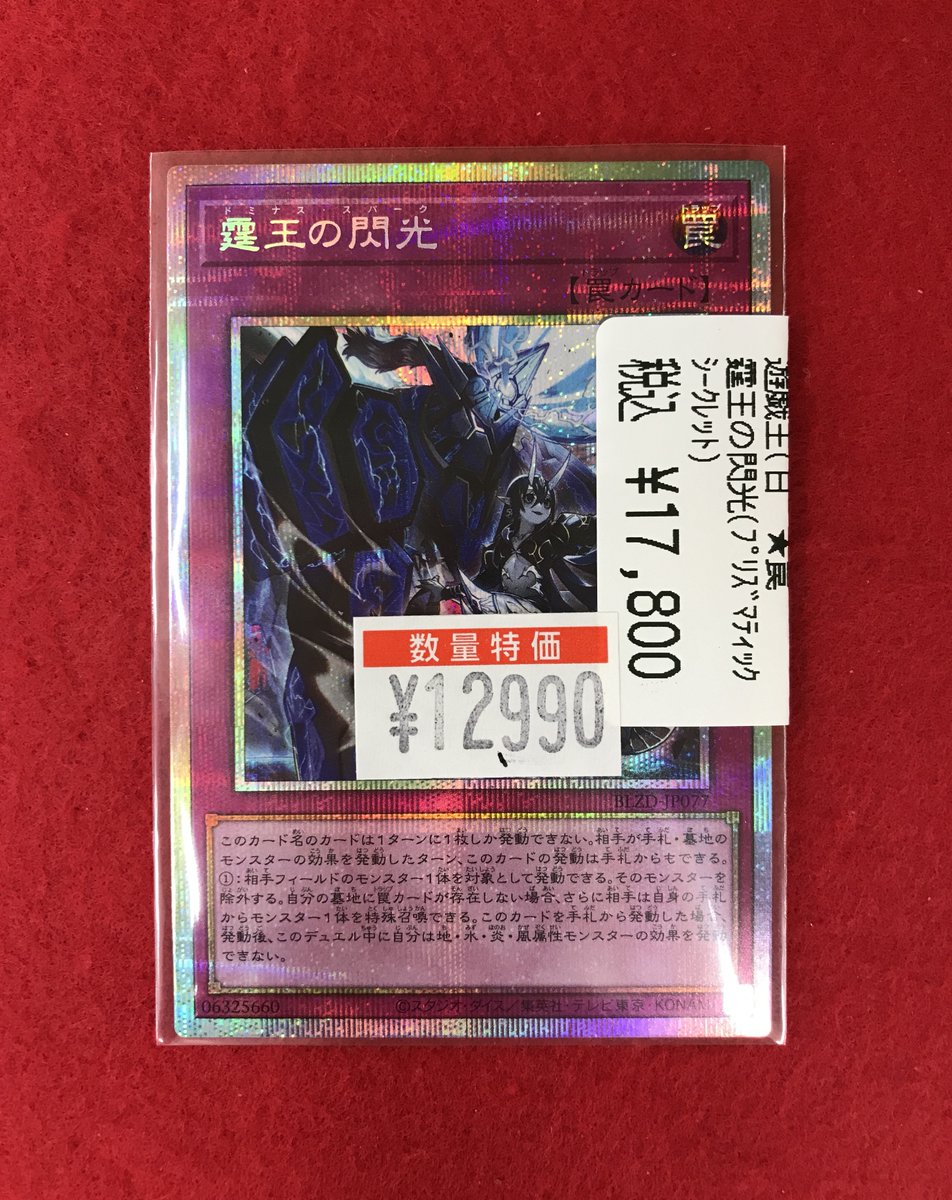 ドミナス スパーク
霆王の閃光
トラップ
罠
トラップ
【罠カード】
遊戯王(日 ★罠
霆王の閃光(プリズマティック
シークレット)
税込 ¥17,800
数量特価
¥12,990
BLZD-JP077
このカード名のカードは1ターンに1枚しか発動できない。相手が手札・墓地の
モンスターの効果を発動したターン、このカードの発動は手札からもできる。
①:相手フィールドのモンスター1体を対象として発動できる。そのモンスターを
除外する。自分の墓地に罠カードが存在しない場合、さらに相手は自身の手札
からモンスター1体を特殊召喚できる。このカードを手札から発動した場合、
発動後、このデュエル中に自分は地・水・炎・風属性モンスターの効果を発動
できない。
06325660
©スタジオ・ダイス/集英社・テレビ東京・KONAMI